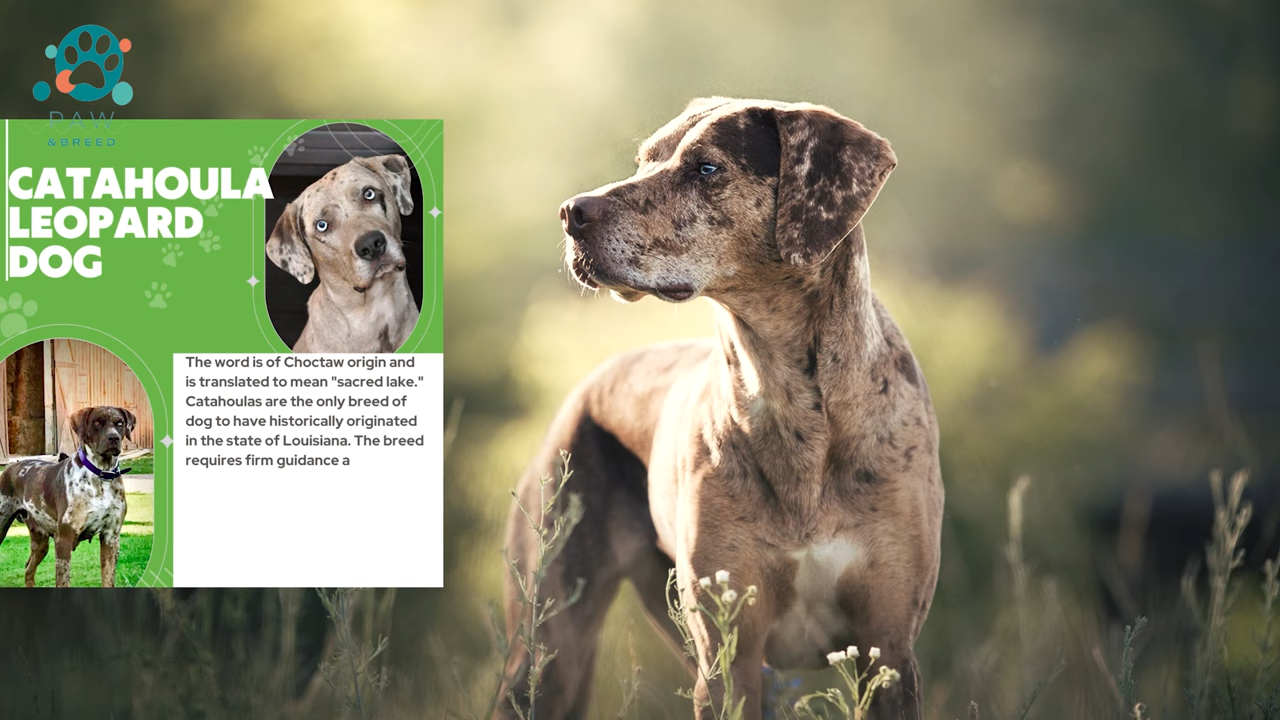 PAW
& BREED
CATAHOULA
LEOPARD
DOG
The word is of Choctaw origin and
is translated to mean "sacred lake."
Catahoulas are the only breed of
dog to have historically originated
in the state of Louisiana. The breed
requires firm guidance a